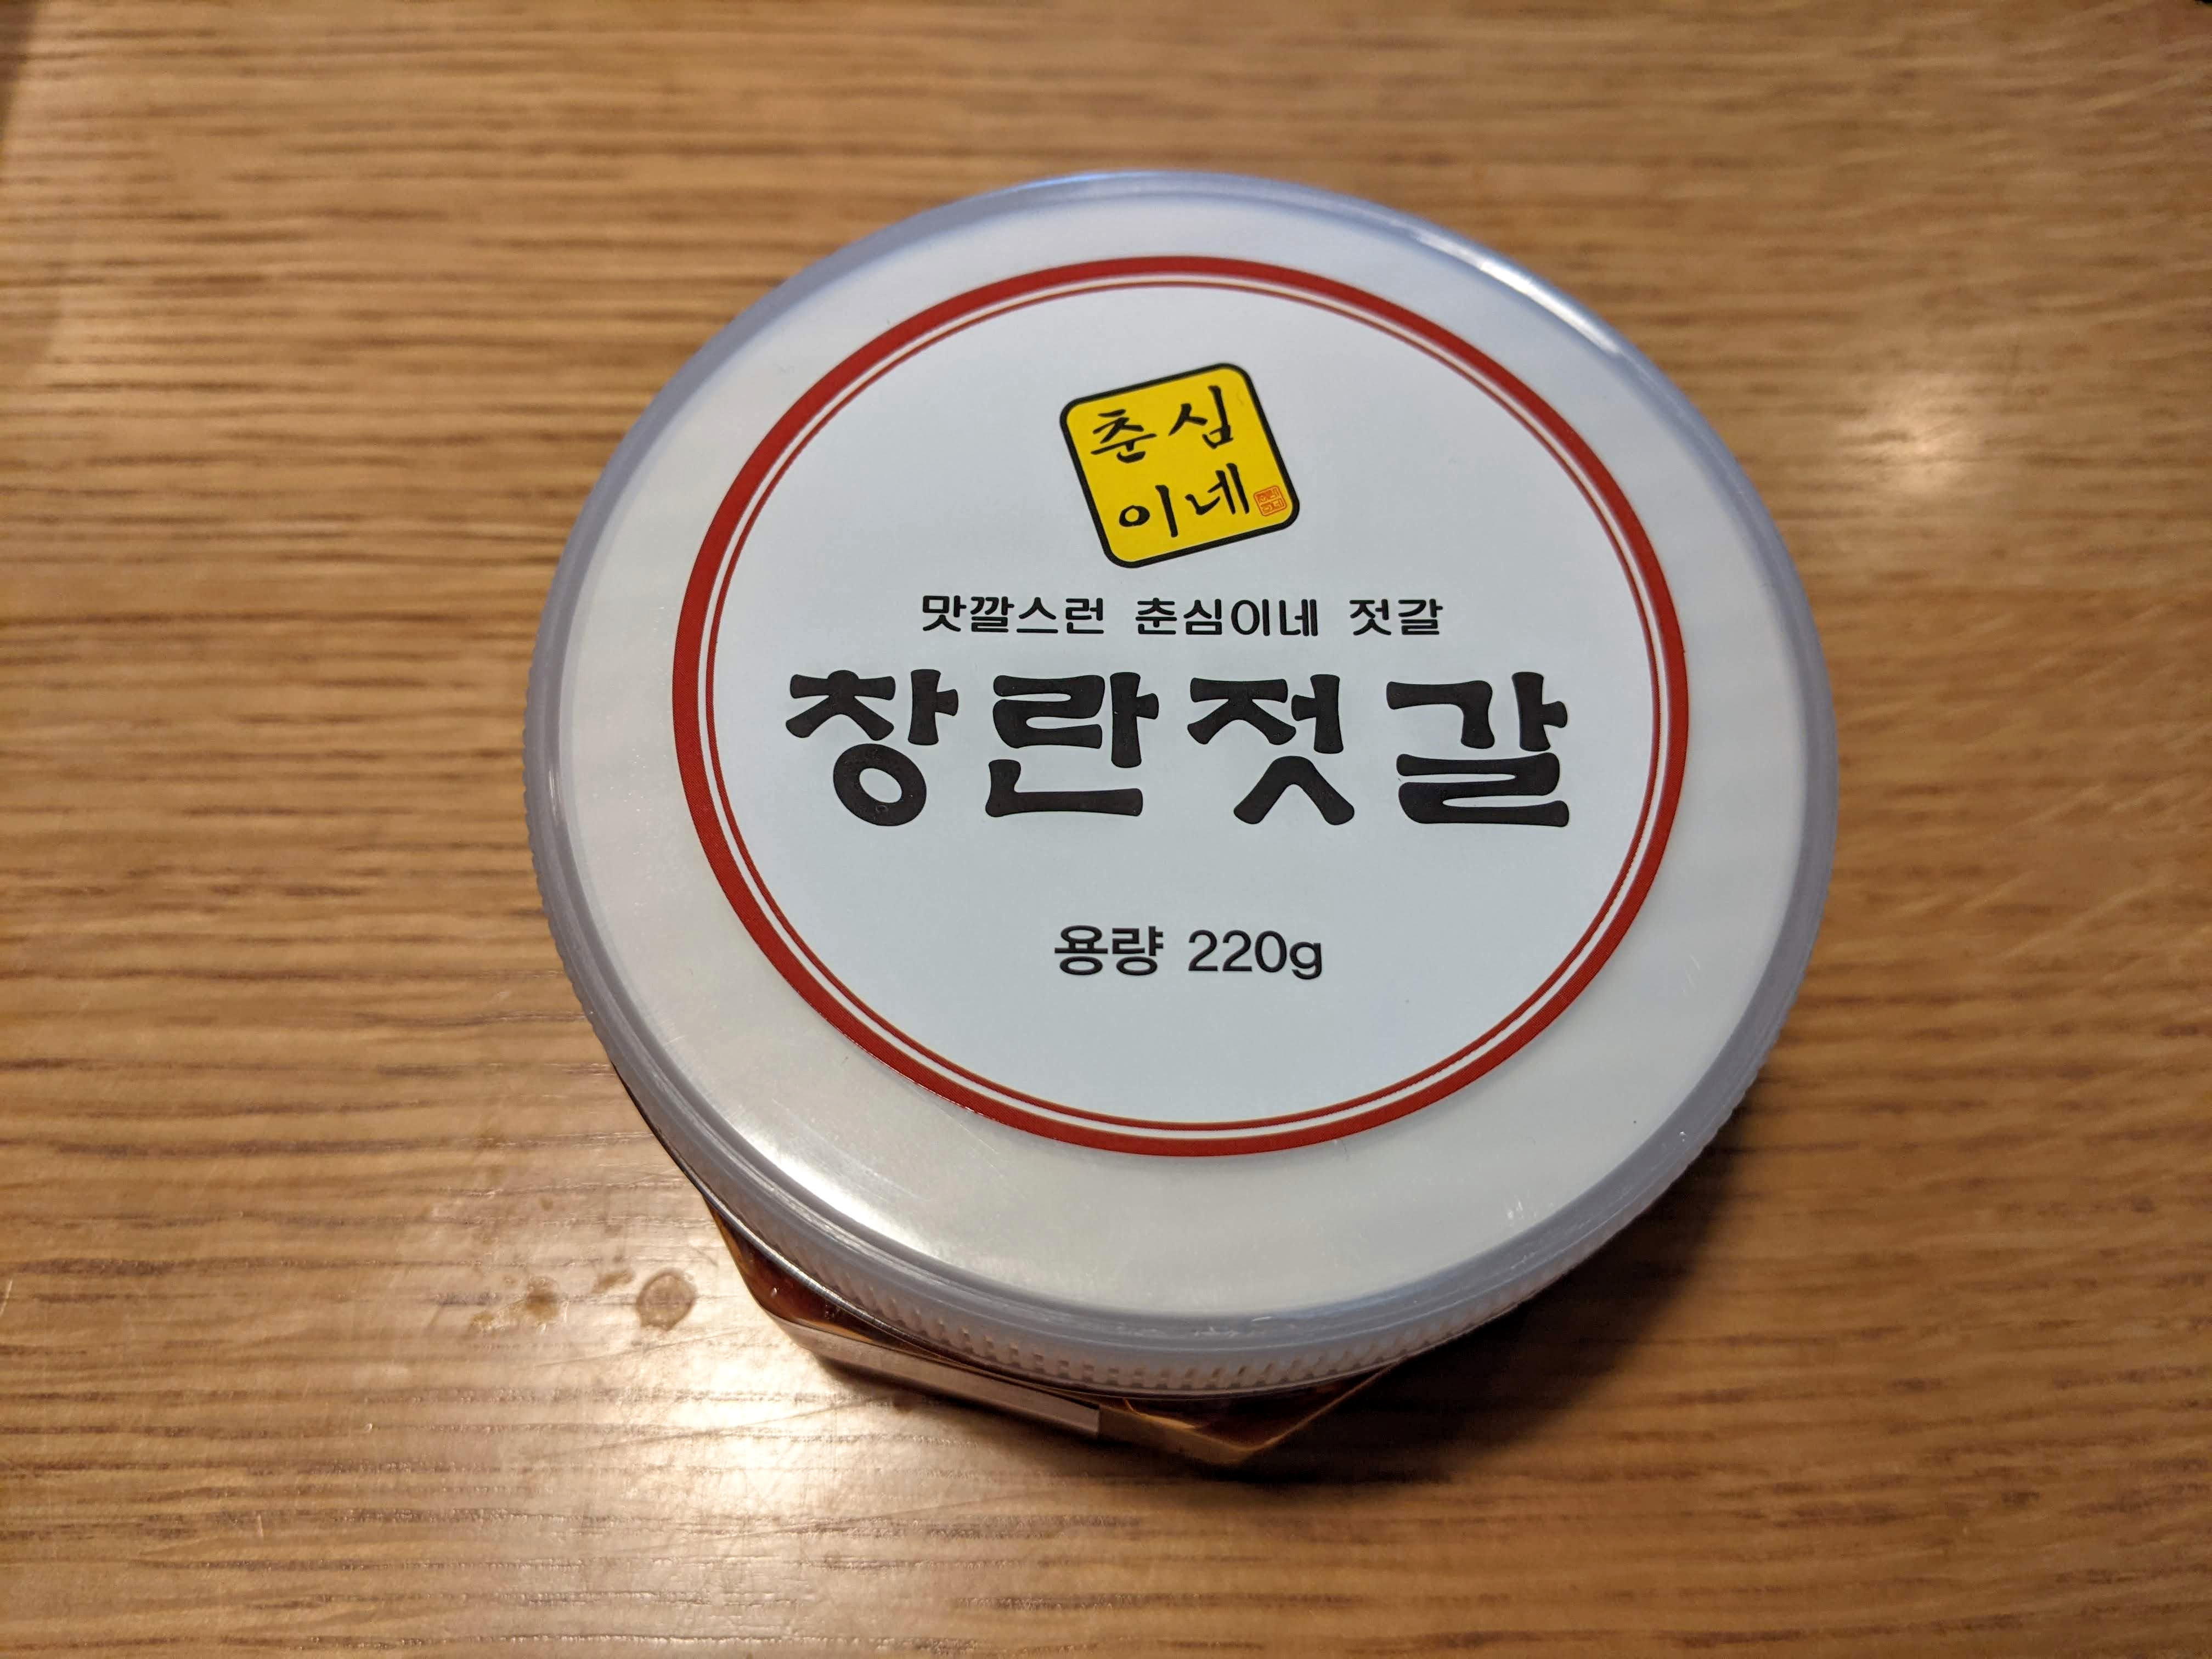 춘심
이네
맛깔스런 춘심이네 젓갈
창란젓갈
용량 220g